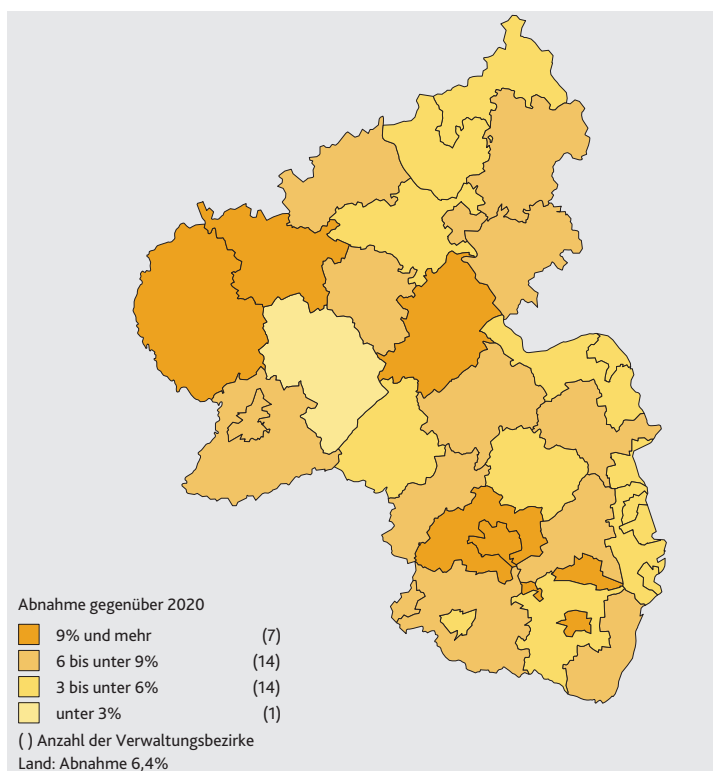 Abnahme gegenüber 2020
9% und mehr (7)
6 bis unter 9% (14)
3 bis unter 6% (14)
unter 3% (1)
( ) Anzahl der Verwaltungsbezirke
Land: Abnahme 6,4%